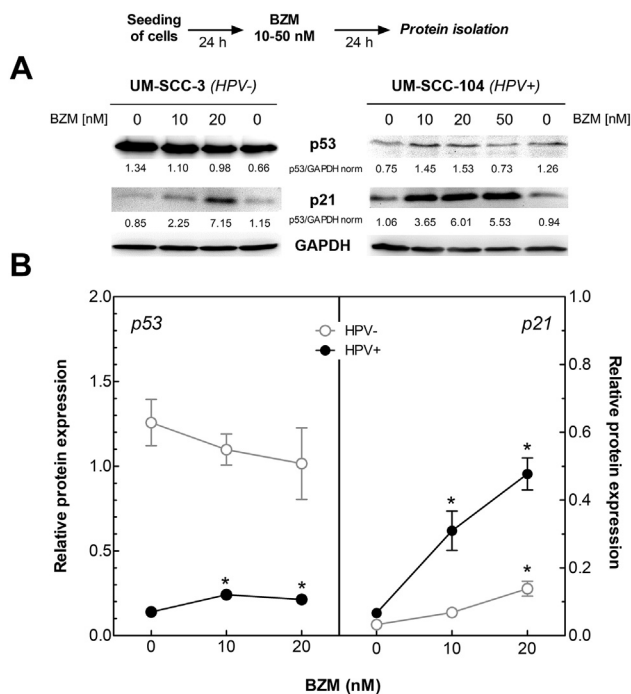 Seeding of cells
24 h
BZM 10-50 nM
24 h
Protein isolation
A
UM-SCC-3 (HPV-)
UM-SCC-104 (HPV+)
BZM [nM] 0 10 20 0
0 10 20 50 0 BZM [nM]
p53
1.34 1.10 0.98 0.66 p53/GAPDH norm 0.75 1.45 1.53 0.73 1.26
p21
0.85 2.25 7.15 1.15 p53/GAPDH norm 1.06 3.65 6.01 5.53 0.94
GAPDH
B
p53
p21
HPV-
HPV+
Relative protein expression
2.0
1.5
1.0
0.5
0.0
* *
* * *
1.0
0.8
0.6
0.4
0.2
0.0
Relative protein expression
0 10 20 0 10 20
BZM (nM)